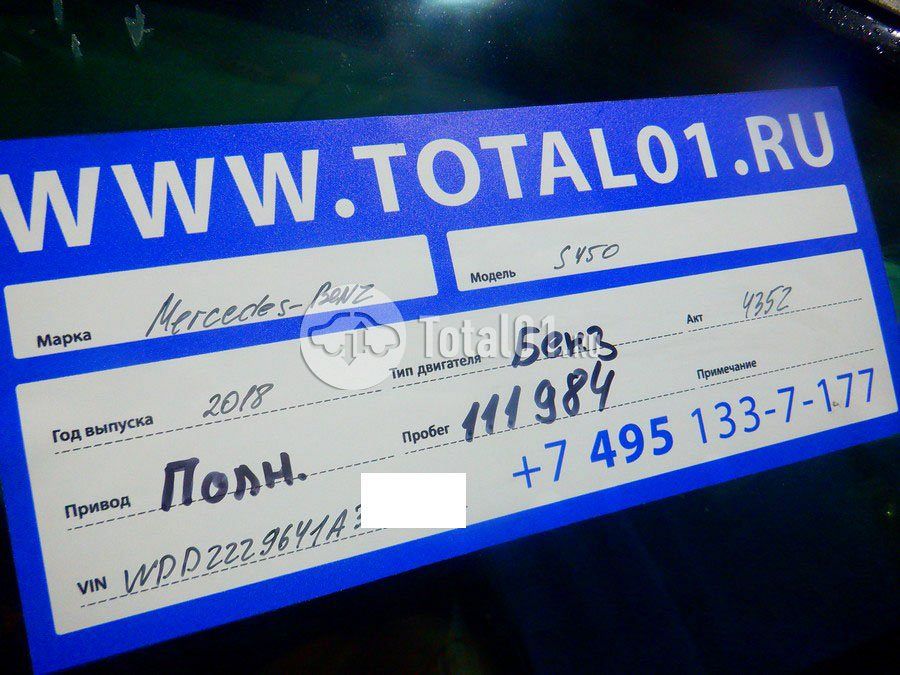 WWW.TOTAL01.RU
Марка Mercedes-Benz Модель S450
Total01.RU
Год выпуска 2018 Тип двигателя Бенз Акт 4352
Привод Полн. Пробег 111984 Примечание
+7 495 133-7-177
VIN WDD2229641A3